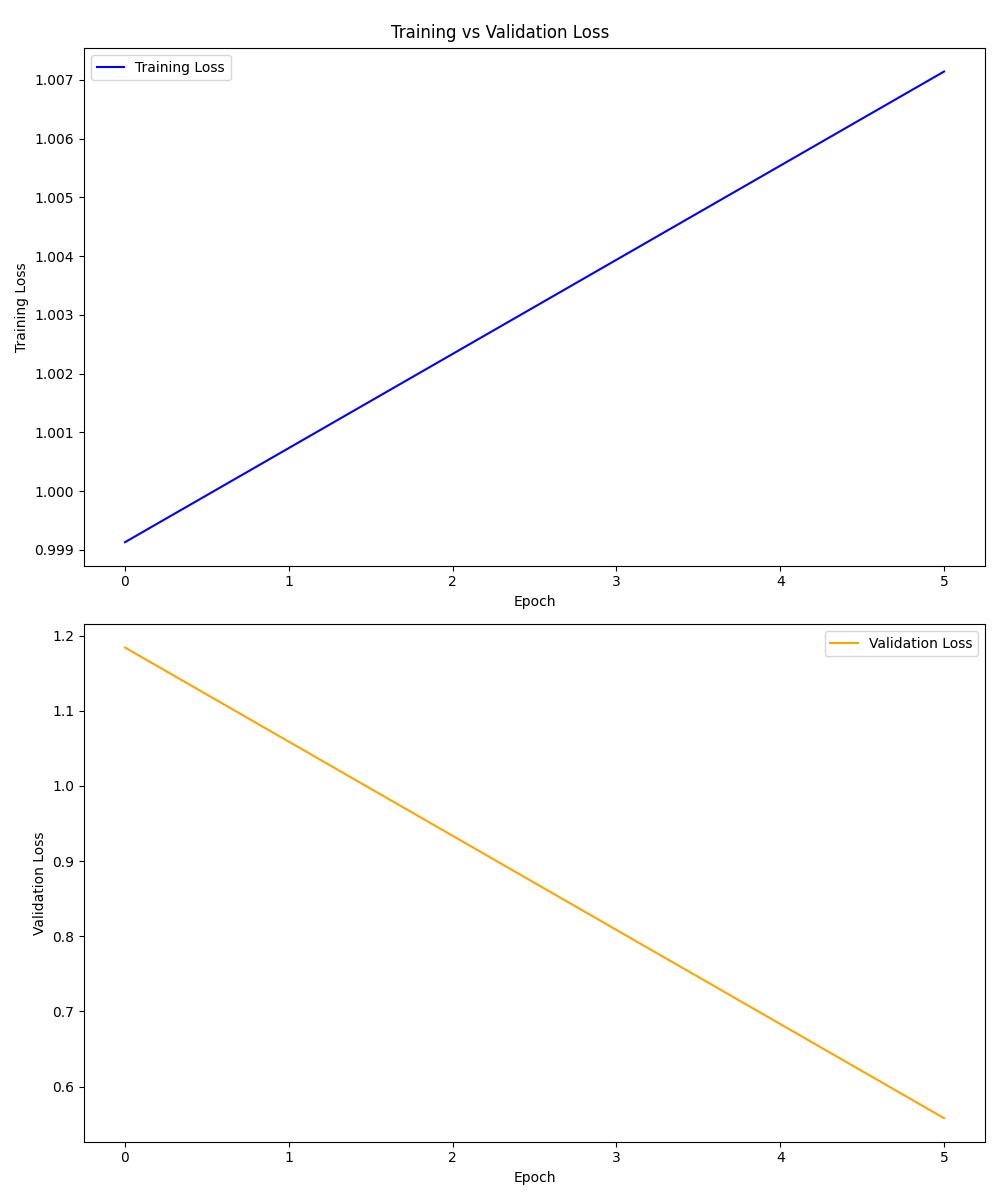 Training vs Validation Loss
Training Loss
1.007
1.006
1.005
1.004
1.003
1.002
1.001
1.000
0.999
Training Loss
0 1 2 3 4 5
Epoch
Validation Loss
1.2
1.1
1.0
0.9
0.8
0.7
0.6
Validation Loss
0 1 2 3 4 5
Epoch